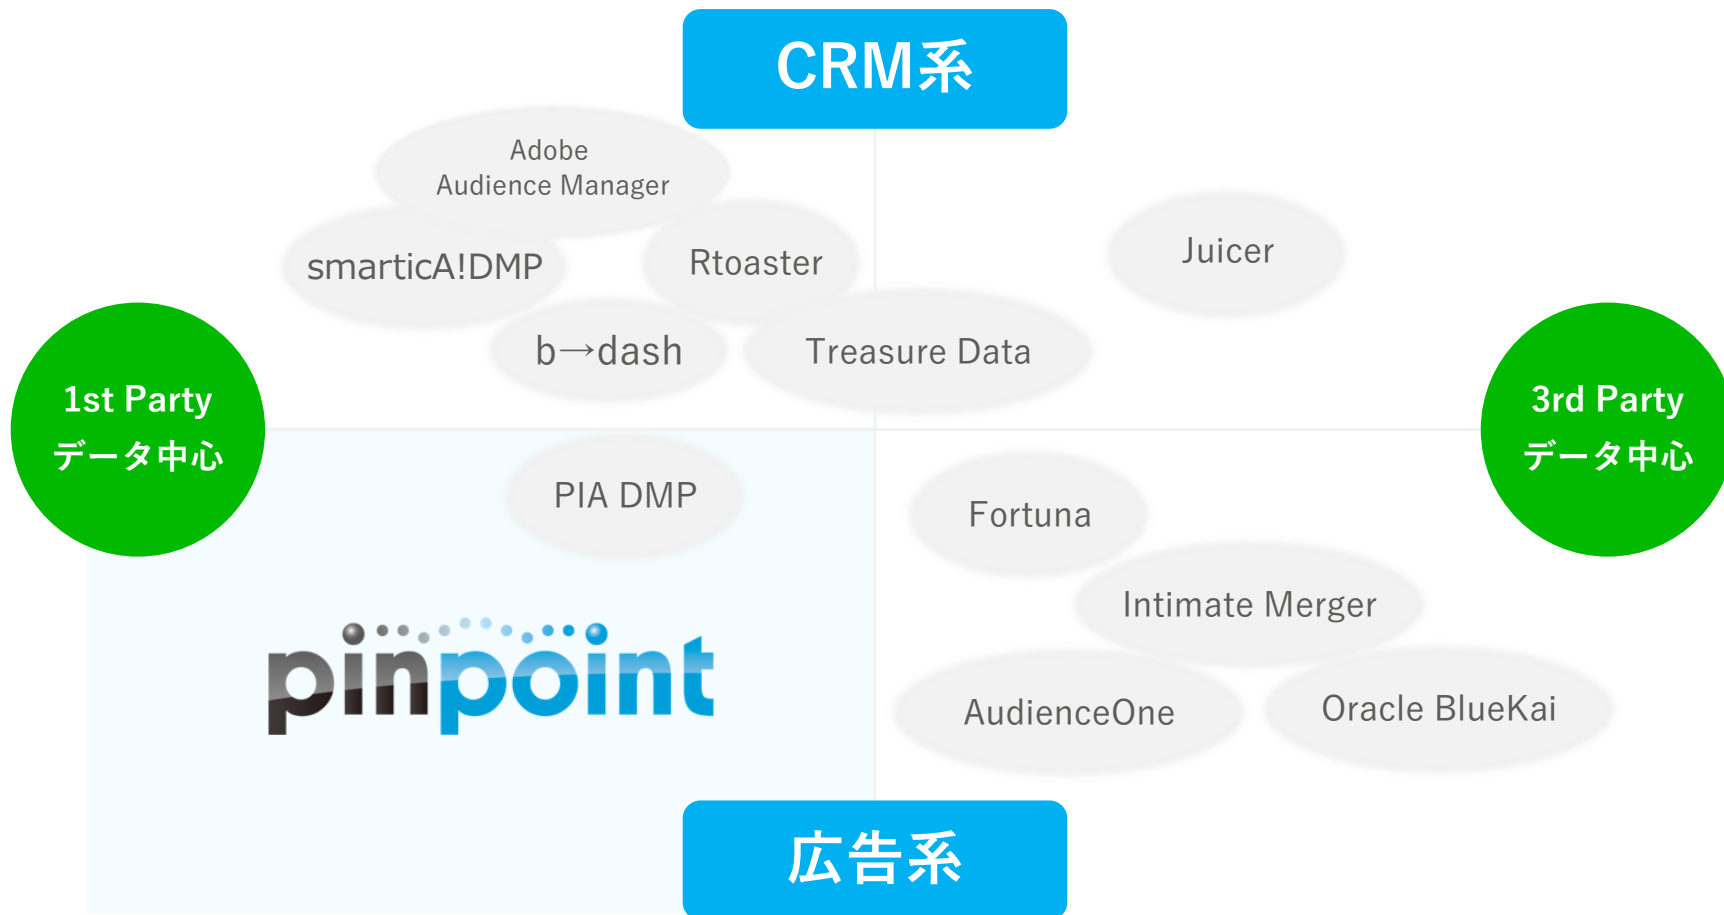 CRM系
Adobe
Audience Manager
smarticA!DMP
Rtoaster
Juicer
b→dash
Treasure Data
1st Party
データ中心
3rd Party
データ中心
PIA DMP
Fortuna
Intimate Merger
pinpoint
AudienceOne
Oracle BlueKai
広告系